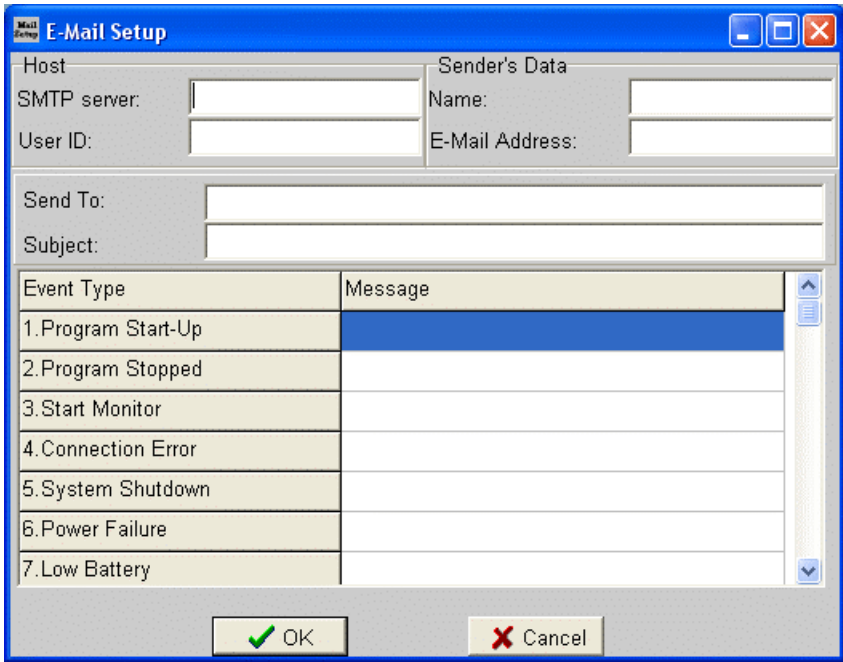 Mail Setup E-Mail Setup
Host
SMTP server:
User ID:
Sender's Data
Name:
E-Mail Address:
Send To:
Subject:
Event Type Message
1.Program Start-Up
2.Program Stopped
3.Start Monitor
4.Connection Error
5.System Shutdown
6.Power Failure
7.Low Battery
OK Cancel